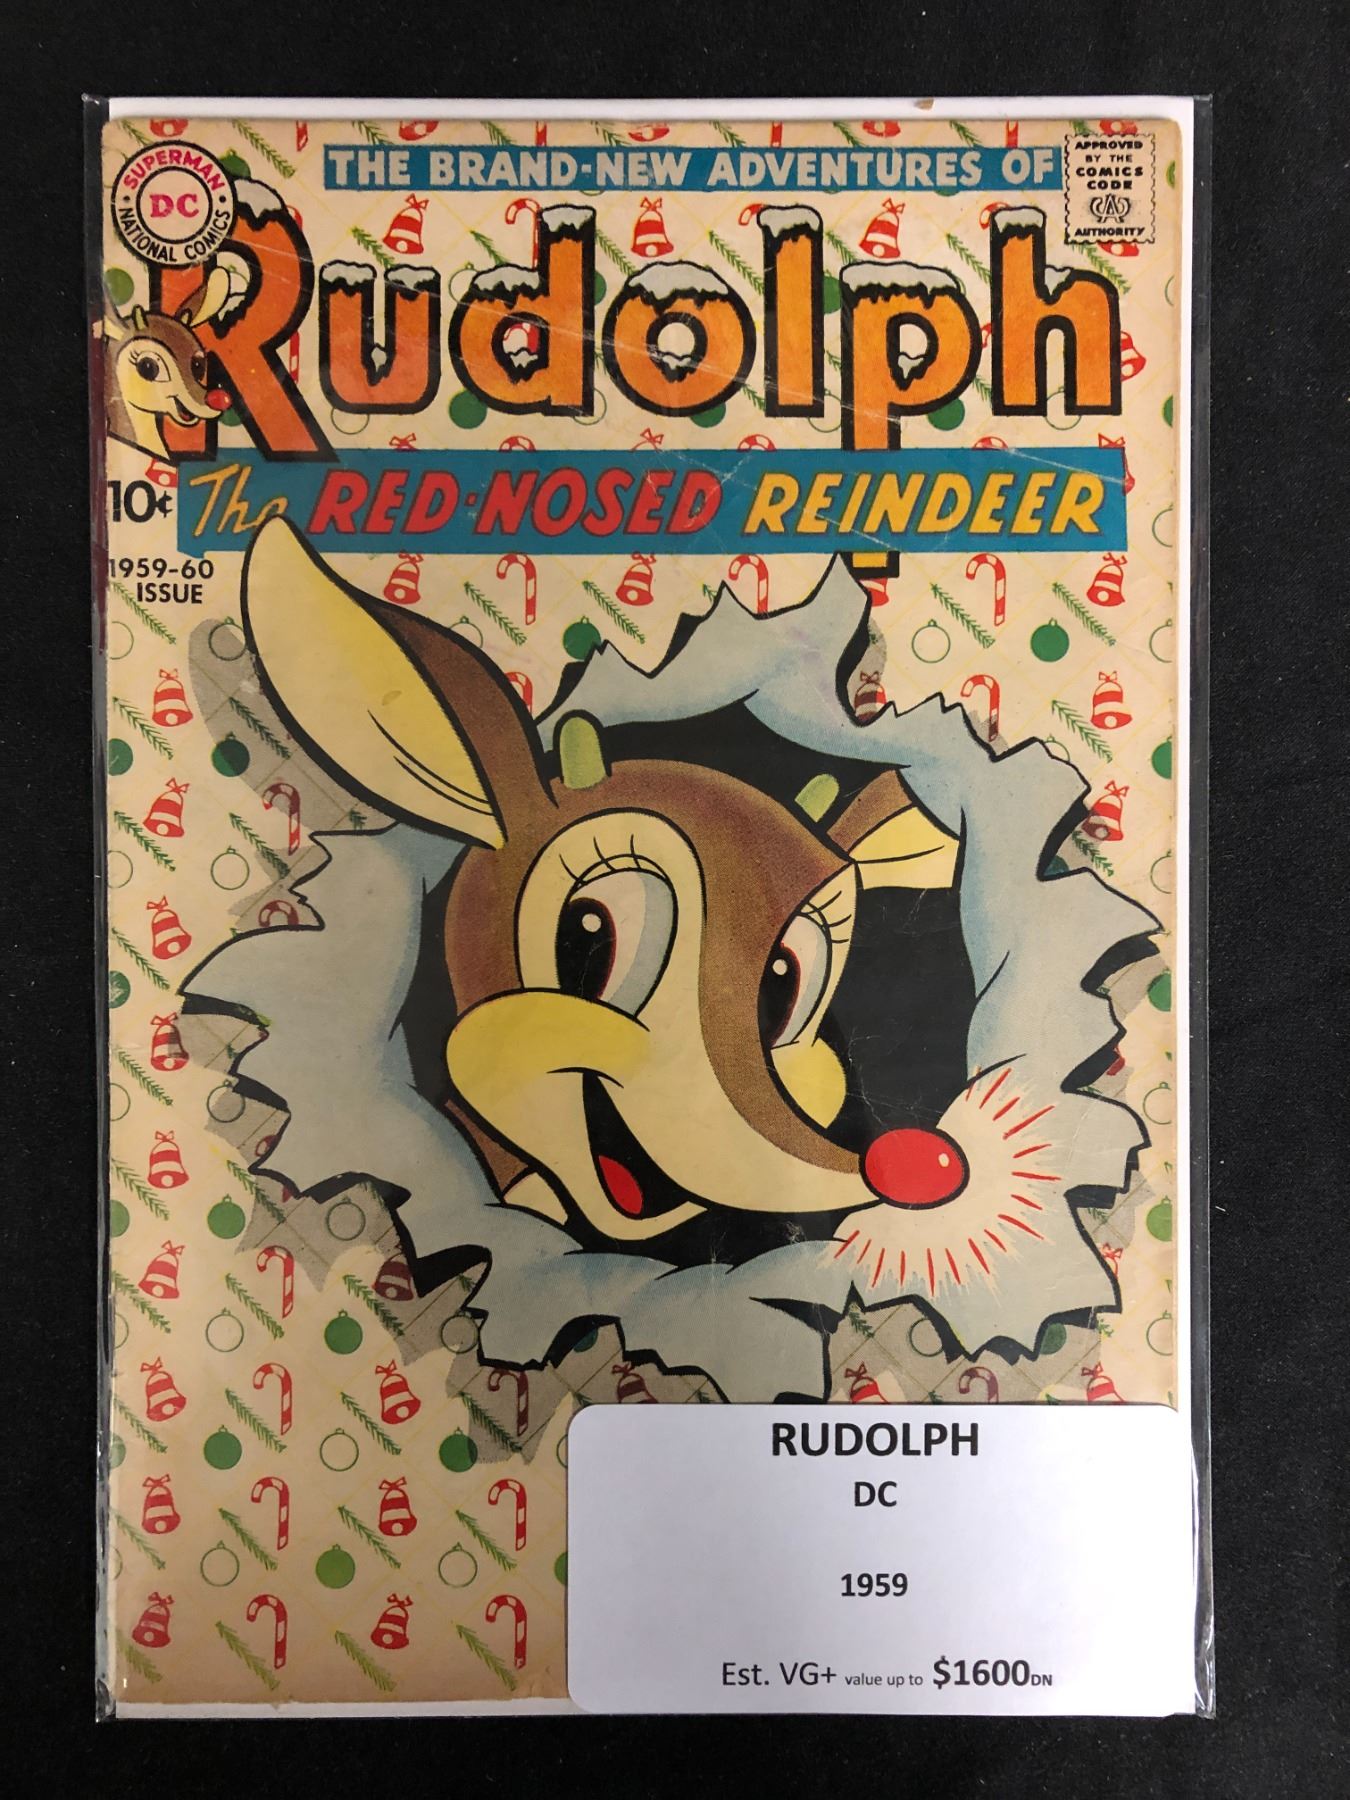 THE BRAND-NEW ADVENTURES OF
APPROVED
BY THE
COMICS
CODE
CA
AUTHORITY
SUPERMAN
DC
NATIONAL COMICS
Rudolph
The RED-NOSED REINDEER
10¢
1959-60
ISSUE
RUDOLPH
DC
1959
Est. VG+ value up to $1600DN